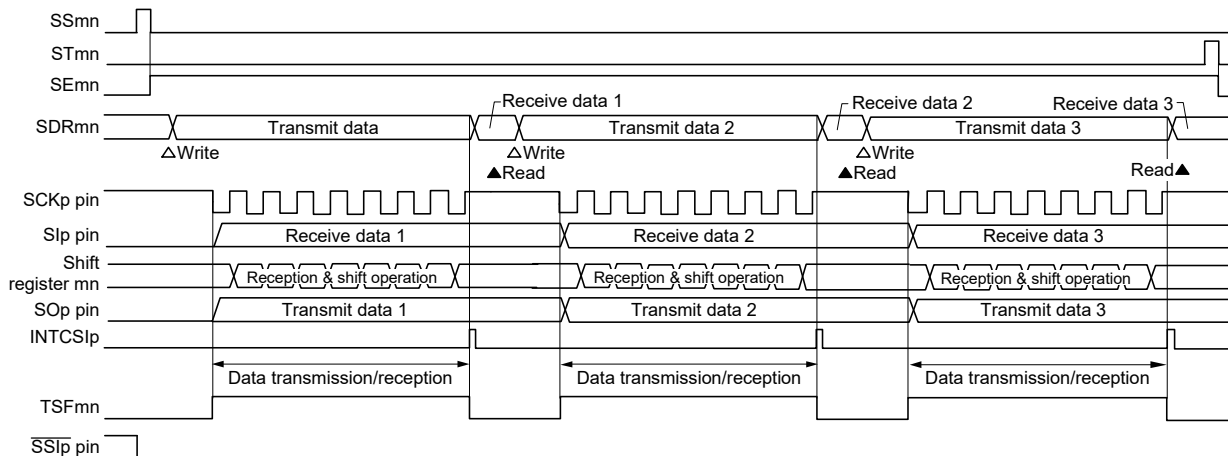 SSmn
STmn
SEmn
Receive data 1 Receive data 2 Receive data 3
SDRmn Transmit data Transmit data 2 Transmit data 3
△Write △Write △Write
▲Read ▲Read Read▲
SCKp pin
SIp pin Receive data 1 Receive data 2 Receive data 3
Shift
register mn Reception & shift operation Reception & shift operation Reception & shift operation
SOp pin Transmit data 1 Transmit data 2 Transmit data 3
INTCSIp
Data transmission/reception Data transmission/reception Data transmission/reception
TSFmn
SSIp pin